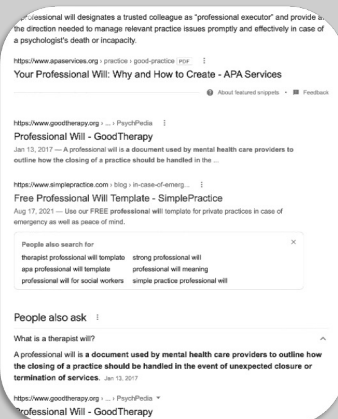 professional will designates a trusted colleague as "professional executor" and provide
the direction needed to manage relevant practice issues promptly and effectively in case of
a psychologist's death or incapacity.
https://www.apaservices.org › practice › good-practice PDF
Your Professional Will: Why and How to Create - APA Services
About featured snippets • Feedback
https://www.goodtherapy.org › ... › PsychPedia
Professional Will - GoodTherapy
Jan 13, 2017 — A professional will is a document used by mental health care providers to
outline how the closing of a practice should be handled in the ...
https://www.simplepractice.com › blog › in-case-of-emerg...
Free Professional Will Template - SimplePractice
Aug 17, 2021 — Use our FREE professional will template for private practices in case of
emergency as well as peace of mind.
People also search for
therapist professional will template strong professional will
apa professional will template professional will meaning
professional will for social workers simple practice professional will
People also ask
What is a therapist will?
A professional will is a document used by mental health care providers to outline how
the closing of a practice should be handled in the event of unexpected closure or
termination of services. Jan 13, 2017
https://www.goodtherapy.org › ... › PsychPedia
Professional Will - GoodTherapy